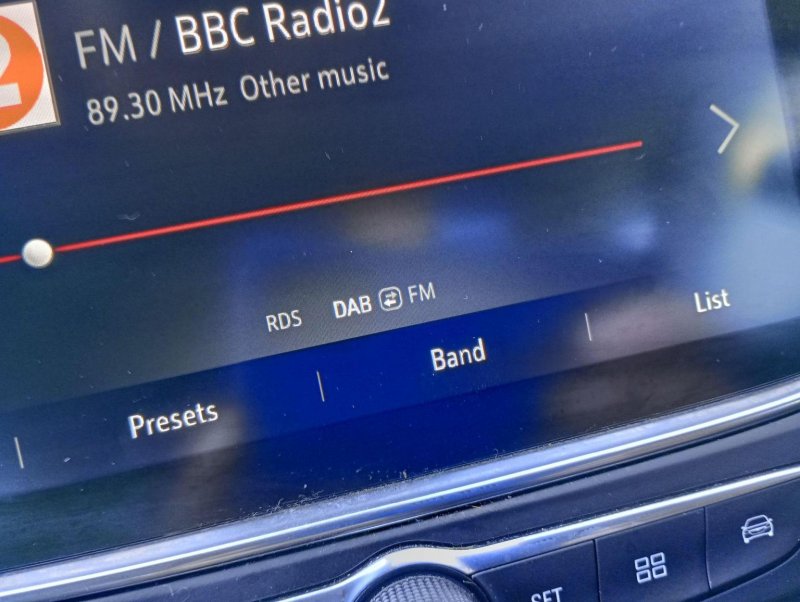 2
FM / BBC Radio2
89.30 MHz Other music
RDS DAB FM
Presets | Band | List
SET